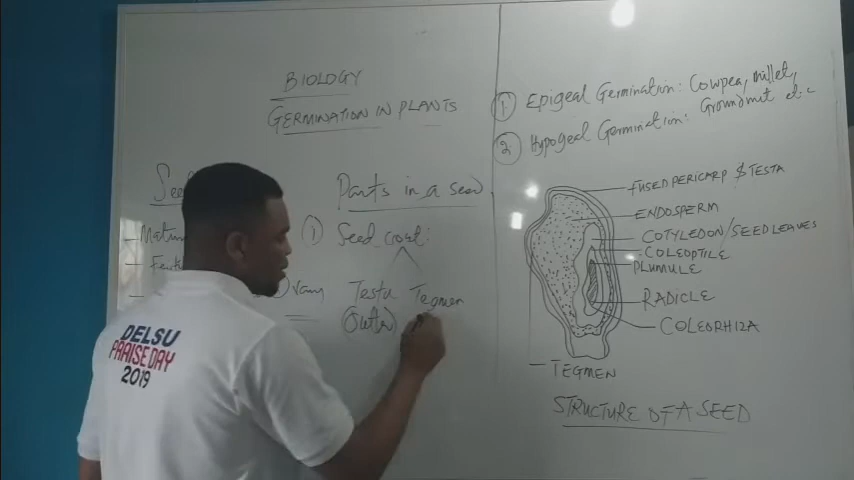 BIOLOGY
GERMINATION IN PLANTS
Parts in a seed
1 Seed coat:
Testa Tegmen
(Outer)
1 Epigeal Germination: Cowpea, millet,
Groundnut etc
2. Hypogeal Germination:
FUSED PERICARP & TESTA
ENDOSPERM
COTYLEDON/SEED LEAVES
COLEOPTILE
PLUMULE
RADICLE
COLEORHIZA
TEGMEN
STRUCTURE OF A SEED
DELSU
PRAISE DAY
2019